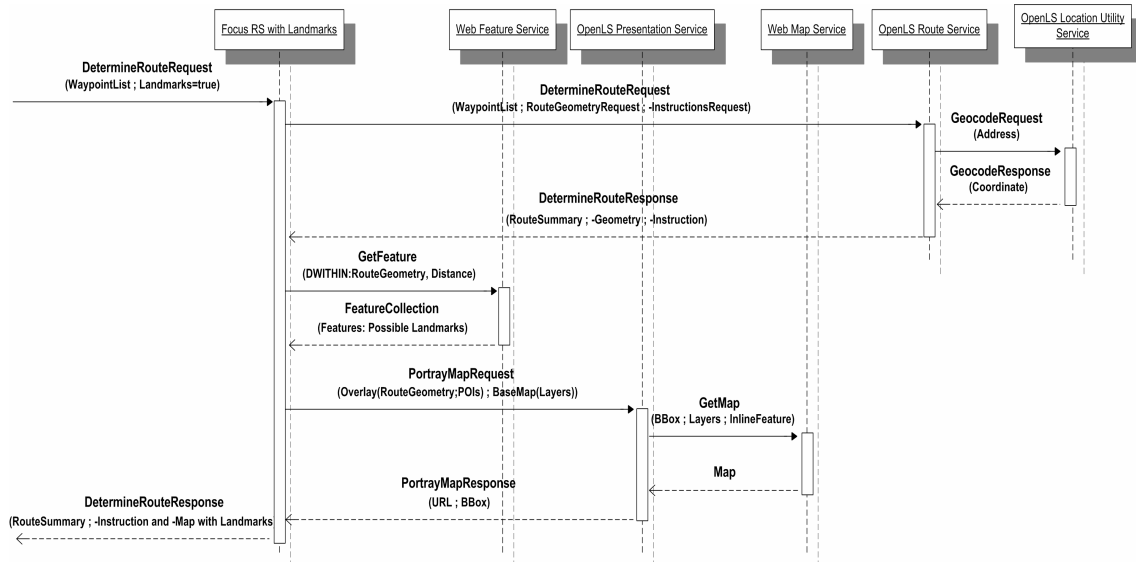 Focus RS with Landmarks
Web Feature Service
OpenLS Presentation Service
Web Map Service
OpenLS Route Service
OpenLS Location Utility
Service
DetermineRouteRequest
(WaypointList ; Landmarks=true)
DetermineRouteRequest
(WaypointList ; RouteGeometryRequest ; -InstructionsRequest)
GeocodeRequest
(Address)
GeocodeResponse
(Coordinate)
DetermineRouteResponse
(RouteSummary ; -Geometry ; -Instruction)
GetFeature
(DWITHIN:RouteGeometry, Distance)
FeatureCollection
(Features: Possible Landmarks)
PortrayMapRequest
(Overlay(RouteGeometry;POIs) ; BaseMap(Layers))
GetMap
(BBox ; Layers ; InlineFeature)
Map
PortrayMapResponse
(URL ; BBox)
DetermineRouteResponse
(RouteSummary ; -Instruction and -Map with Landmarks